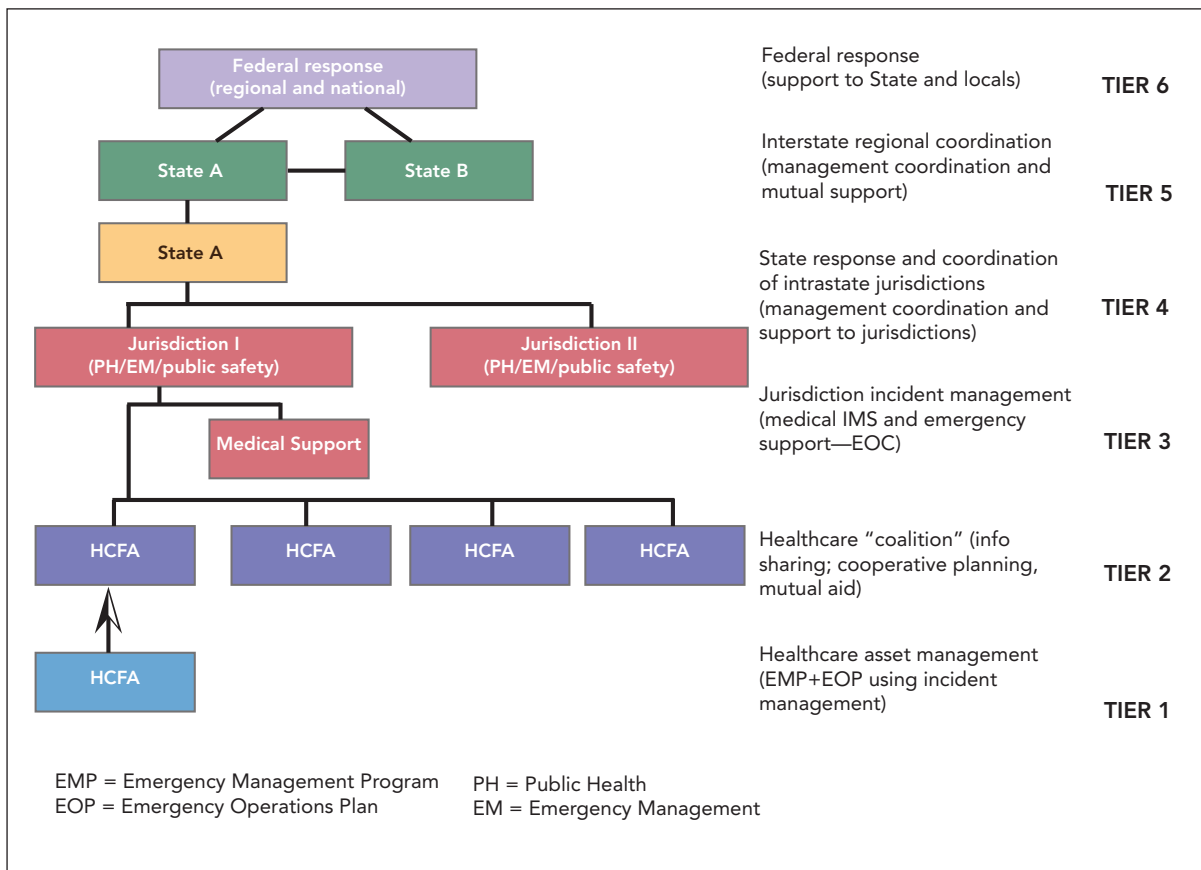 Federal response
(regional and national)
Federal response
(support to State and locals)
TIER 6
State A
State B
Interstate regional coordination
(management coordination and
mutual support)
TIER 5
State A
State response and coordination
of intrastate jurisdictions
(management coordination and
support to jurisdictions)
TIER 4
Jurisdiction I
(PH/EM/public safety)
Jurisdiction II
(PH/EM/public safety)
Medical Support
Jurisdiction incident management
(medical IMS and emergency
support—EOC)
TIER 3
HCFA
HCFA
HCFA
HCFA
Healthcare “coalition” (info
sharing; cooperative planning,
mutual aid)
TIER 2
HCFA
Healthcare asset management
(EMP+EOP using incident
management)
TIER 1
EMP = Emergency Management Program
EOP = Emergency Operations Plan
PH = Public Health
EM = Emergency Management